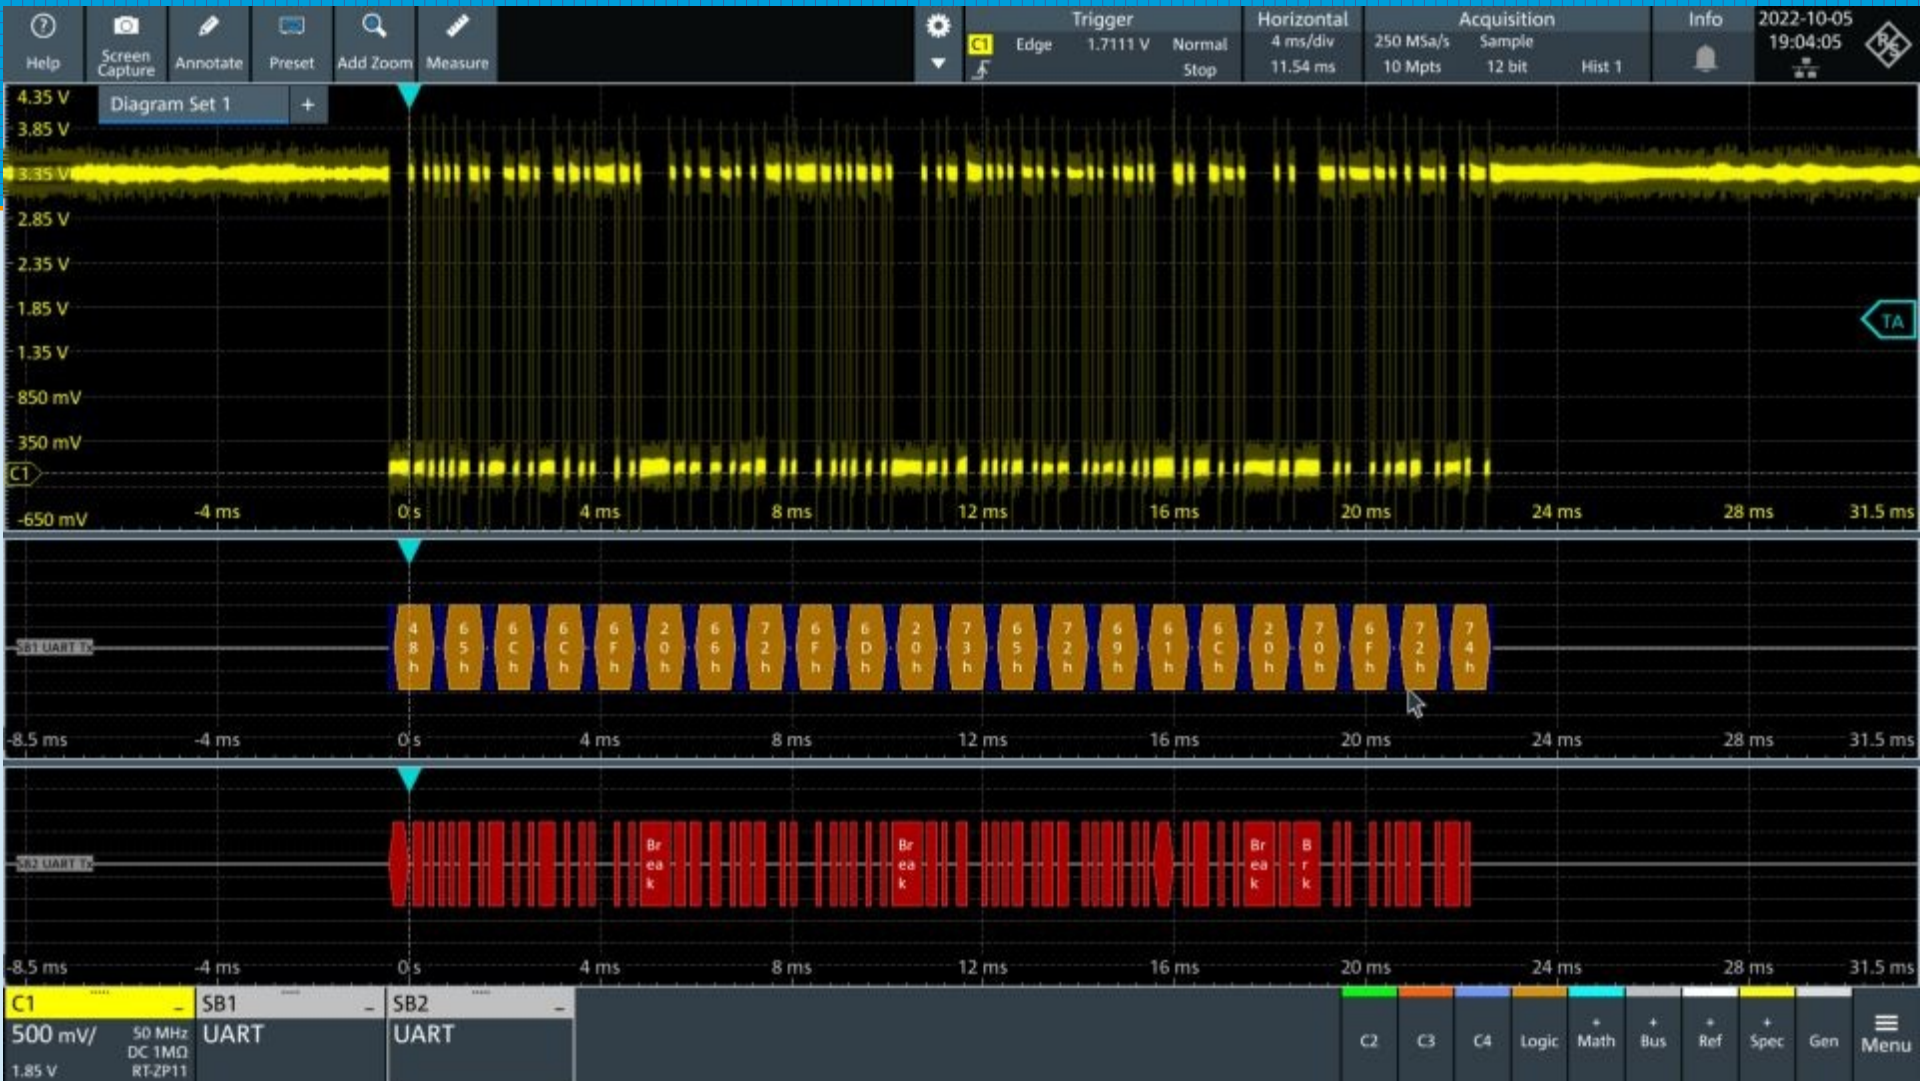 Help
Screen Capture
Annotate
Preset
Add Zoom
Measure
Trigger
C1 Edge 1.7111 V Normal
Stop
Horizontal
4 ms/div
11.54 ms
Acquisition
250 MSa/s Sample
10 Mpts 12 bit Hist 1
Info
2022-10-05
19:04:05
Diagram Set 1 +
4.35 V
3.85 V
3.35 V
2.85 V
2.35 V
1.85 V
1.35 V
850 mV
350 mV
-650 mV
C1
TA
-4 ms 0 s 4 ms 8 ms 12 ms 16 ms 20 ms 24 ms 28 ms 31.5 ms
SB1 UART Tx
48h 65h 6Ch 6Ch 6Fh 20h 66h 72h 6Fh 6Dh 20h 73h 65h 72h 69h 61h 6Ch 20h 70h 6Fh 72h 74h
-8.5 ms -4 ms 0 s 4 ms 8 ms 12 ms 16 ms 20 ms 24 ms 28 ms 31.5 ms
SB2 UART Tx
Break Break Break Brk
-8.5 ms -4 ms 0 s 4 ms 8 ms 12 ms 16 ms 20 ms 24 ms 28 ms 31.5 ms
C1
500 mV/
50 MHz
DC 1MΩ
1.85 V RT-ZP11
SB1
UART
SB2
UART
C2
C3
C4
Logic
+ Math
+ Bus
+ Ref
+ Spec
Gen
Menu